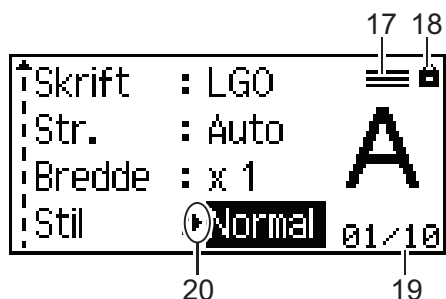 17 18
Skrift : LGO
Str. : Auto
Bredde : x 1
Stil : Normal
A
01/10
20 19